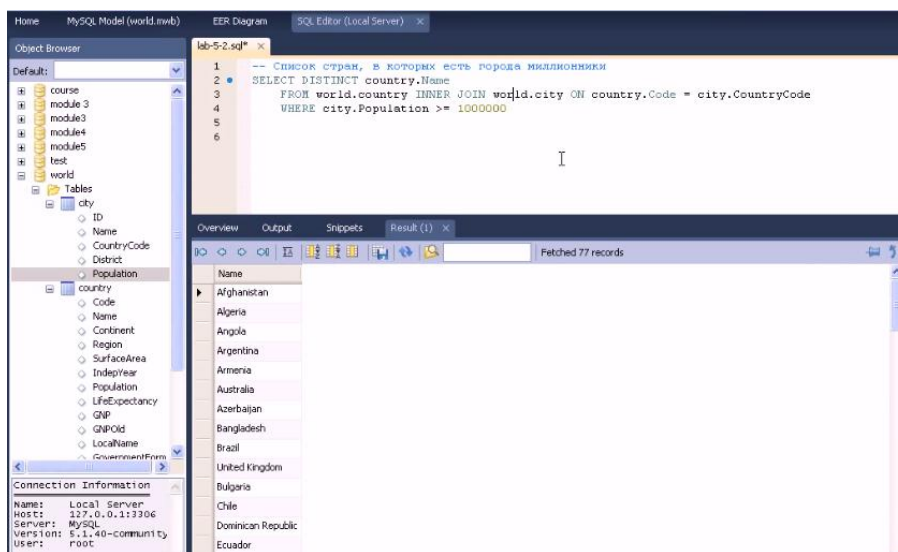 Home MySQL Model (world.mwb) EER Diagram SQL Editor (Local Server) ×
Object Browser
Default:
course
module 3
module3
module4
module5
test
world
Tables
city
ID
Name
CountryCode
District
Population
country
Code
Name
Continent
Region
SurfaceArea
IndepYear
Population
LifeExpectancy
GNP
GNPOld
LocalName
GovernmentForm
Connection Information
Name: Local Server
Host: 127.0.0.1:3306
Server: MySQL
Version: 5.1.40-community
User: root
lab-5-2.sql* ×
1 -- Список стран, в которых есть города миллионники
2 SELECT DISTINCT country.Name
3 FROM world.country INNER JOIN world.city ON country.Code = city.CountryCode
4 WHERE city.Population >= 1000000
5
6
Overview Output Snippets Result (1) ×
Fetched 77 records
Name
Afghanistan
Algeria
Angola
Argentina
Armenia
Australia
Azerbaijan
Bangladesh
Brazil
United Kingdom
Bulgaria
Chile
Dominican Republic
Ecuador